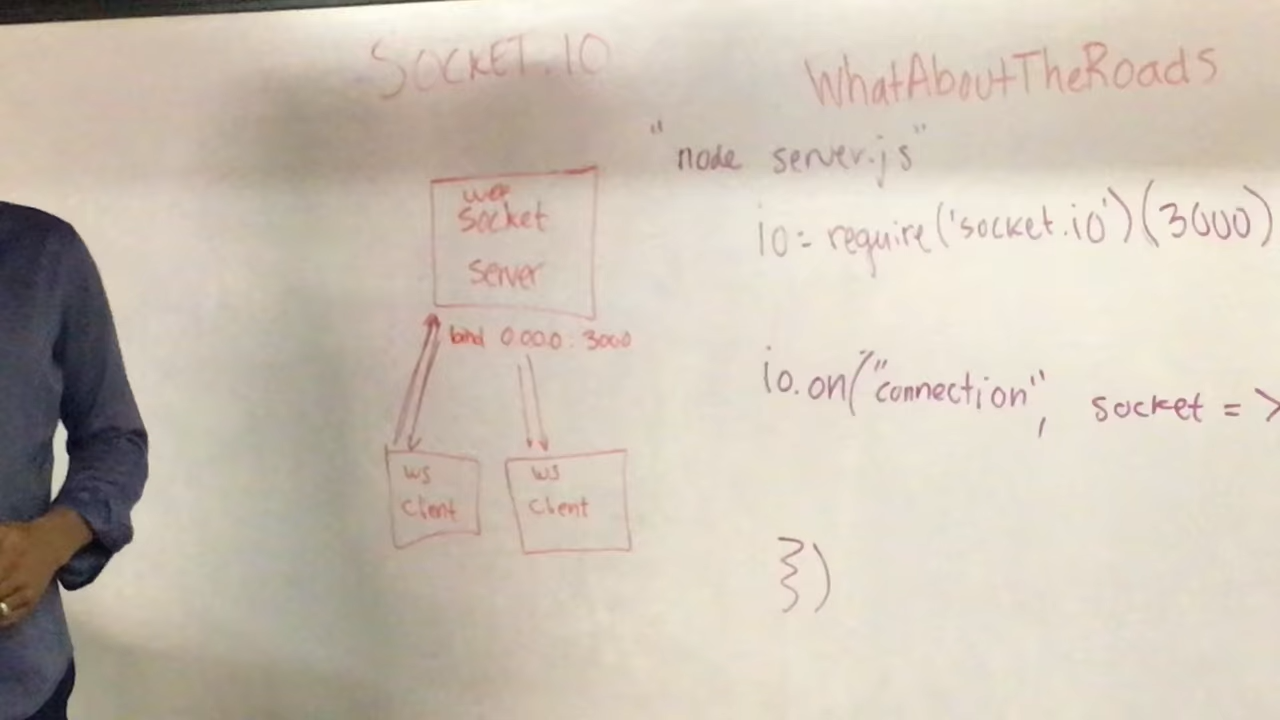 SOCKET.IO
WhatAboutTheRoads
"node server.js"
web
socket
server
io = require('socket.io')(3000)
bind 0.0.0.0 : 3000
io.on("connection", socket =>
ws
client
ws
client
})